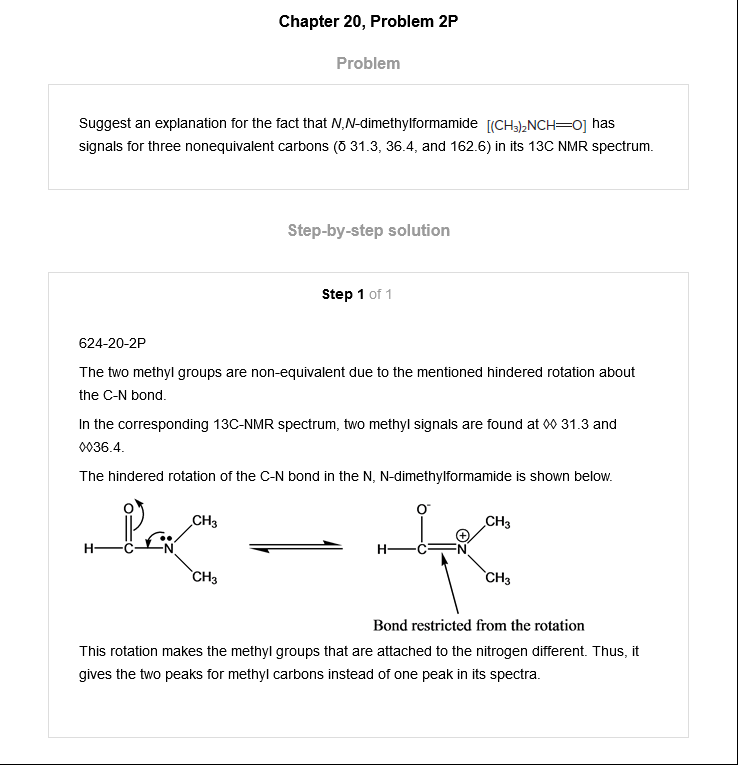 Chapter 20, Problem 2P
Problem
Suggest an explanation for the fact that N,N-dimethylformamide [(CH₃)₂NCH=O] has
signals for three nonequivalent carbons (δ 31.3, 36.4, and 162.6) in its 13C NMR spectrum.
Step-by-step solution
Step 1 of 1
624-20-2P
The two methyl groups are non-equivalent due to the mentioned hindered rotation about
the C-N bond.
In the corresponding 13C-NMR spectrum, two methyl signals are found at ◊◊ 31.3 and
◊◊36.4.
The hindered rotation of the C-N bond in the N, N-dimethylformamide is shown below.
O CH₃ O⁻ CH₃
H C N H C N ⊕
CH₃ CH₃
Bond restricted from the rotation
This rotation makes the methyl groups that are attached to the nitrogen different. Thus, it
gives the two peaks for methyl carbons instead of one peak in its spectra.